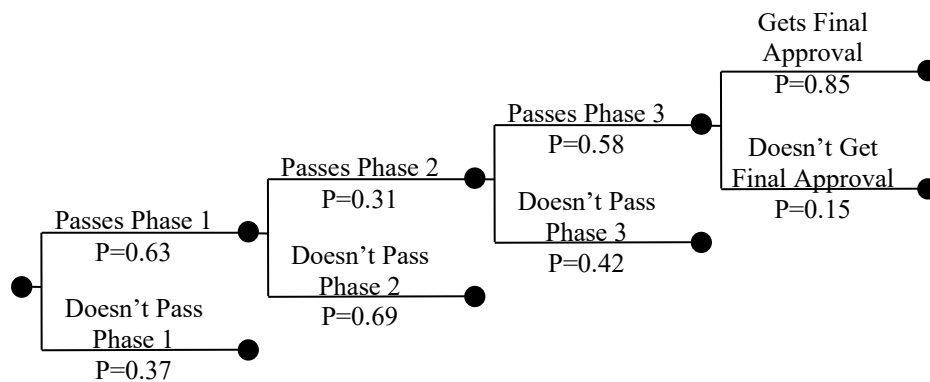 Gets Final
Approval
P=0.85
Passes Phase 3
P=0.58
Doesn’t Get
Final Approval
P=0.15
Passes Phase 2
P=0.31
Doesn’t Pass
Phase 3
P=0.42
Passes Phase 1
P=0.63
Doesn’t Pass
Phase 2
P=0.69
Doesn’t Pass
Phase 1
P=0.37